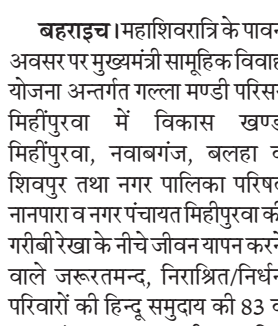 बहराइच।महाशिवरात्रि के पावन
अवसर पर मुख्यमंत्री सामूहिक विवाह
योजना अन्तर्गत गल्ला मण्डी परिसर
मिहींपुरवा में विकास खण्ड
मिहींपुरवा, नवाबगंज, बलहा व
शिवपुर तथा नगर पालिका परिषद
नानपारा व नगर पंचायत मिहीपुरवा की
गरीबी रेखा के नीचे जीवन यापन करने
वाले जरूरतमन्द, निराश्रित/निर्धन
परिवारों की हिन्दू समुदाय की 83 व